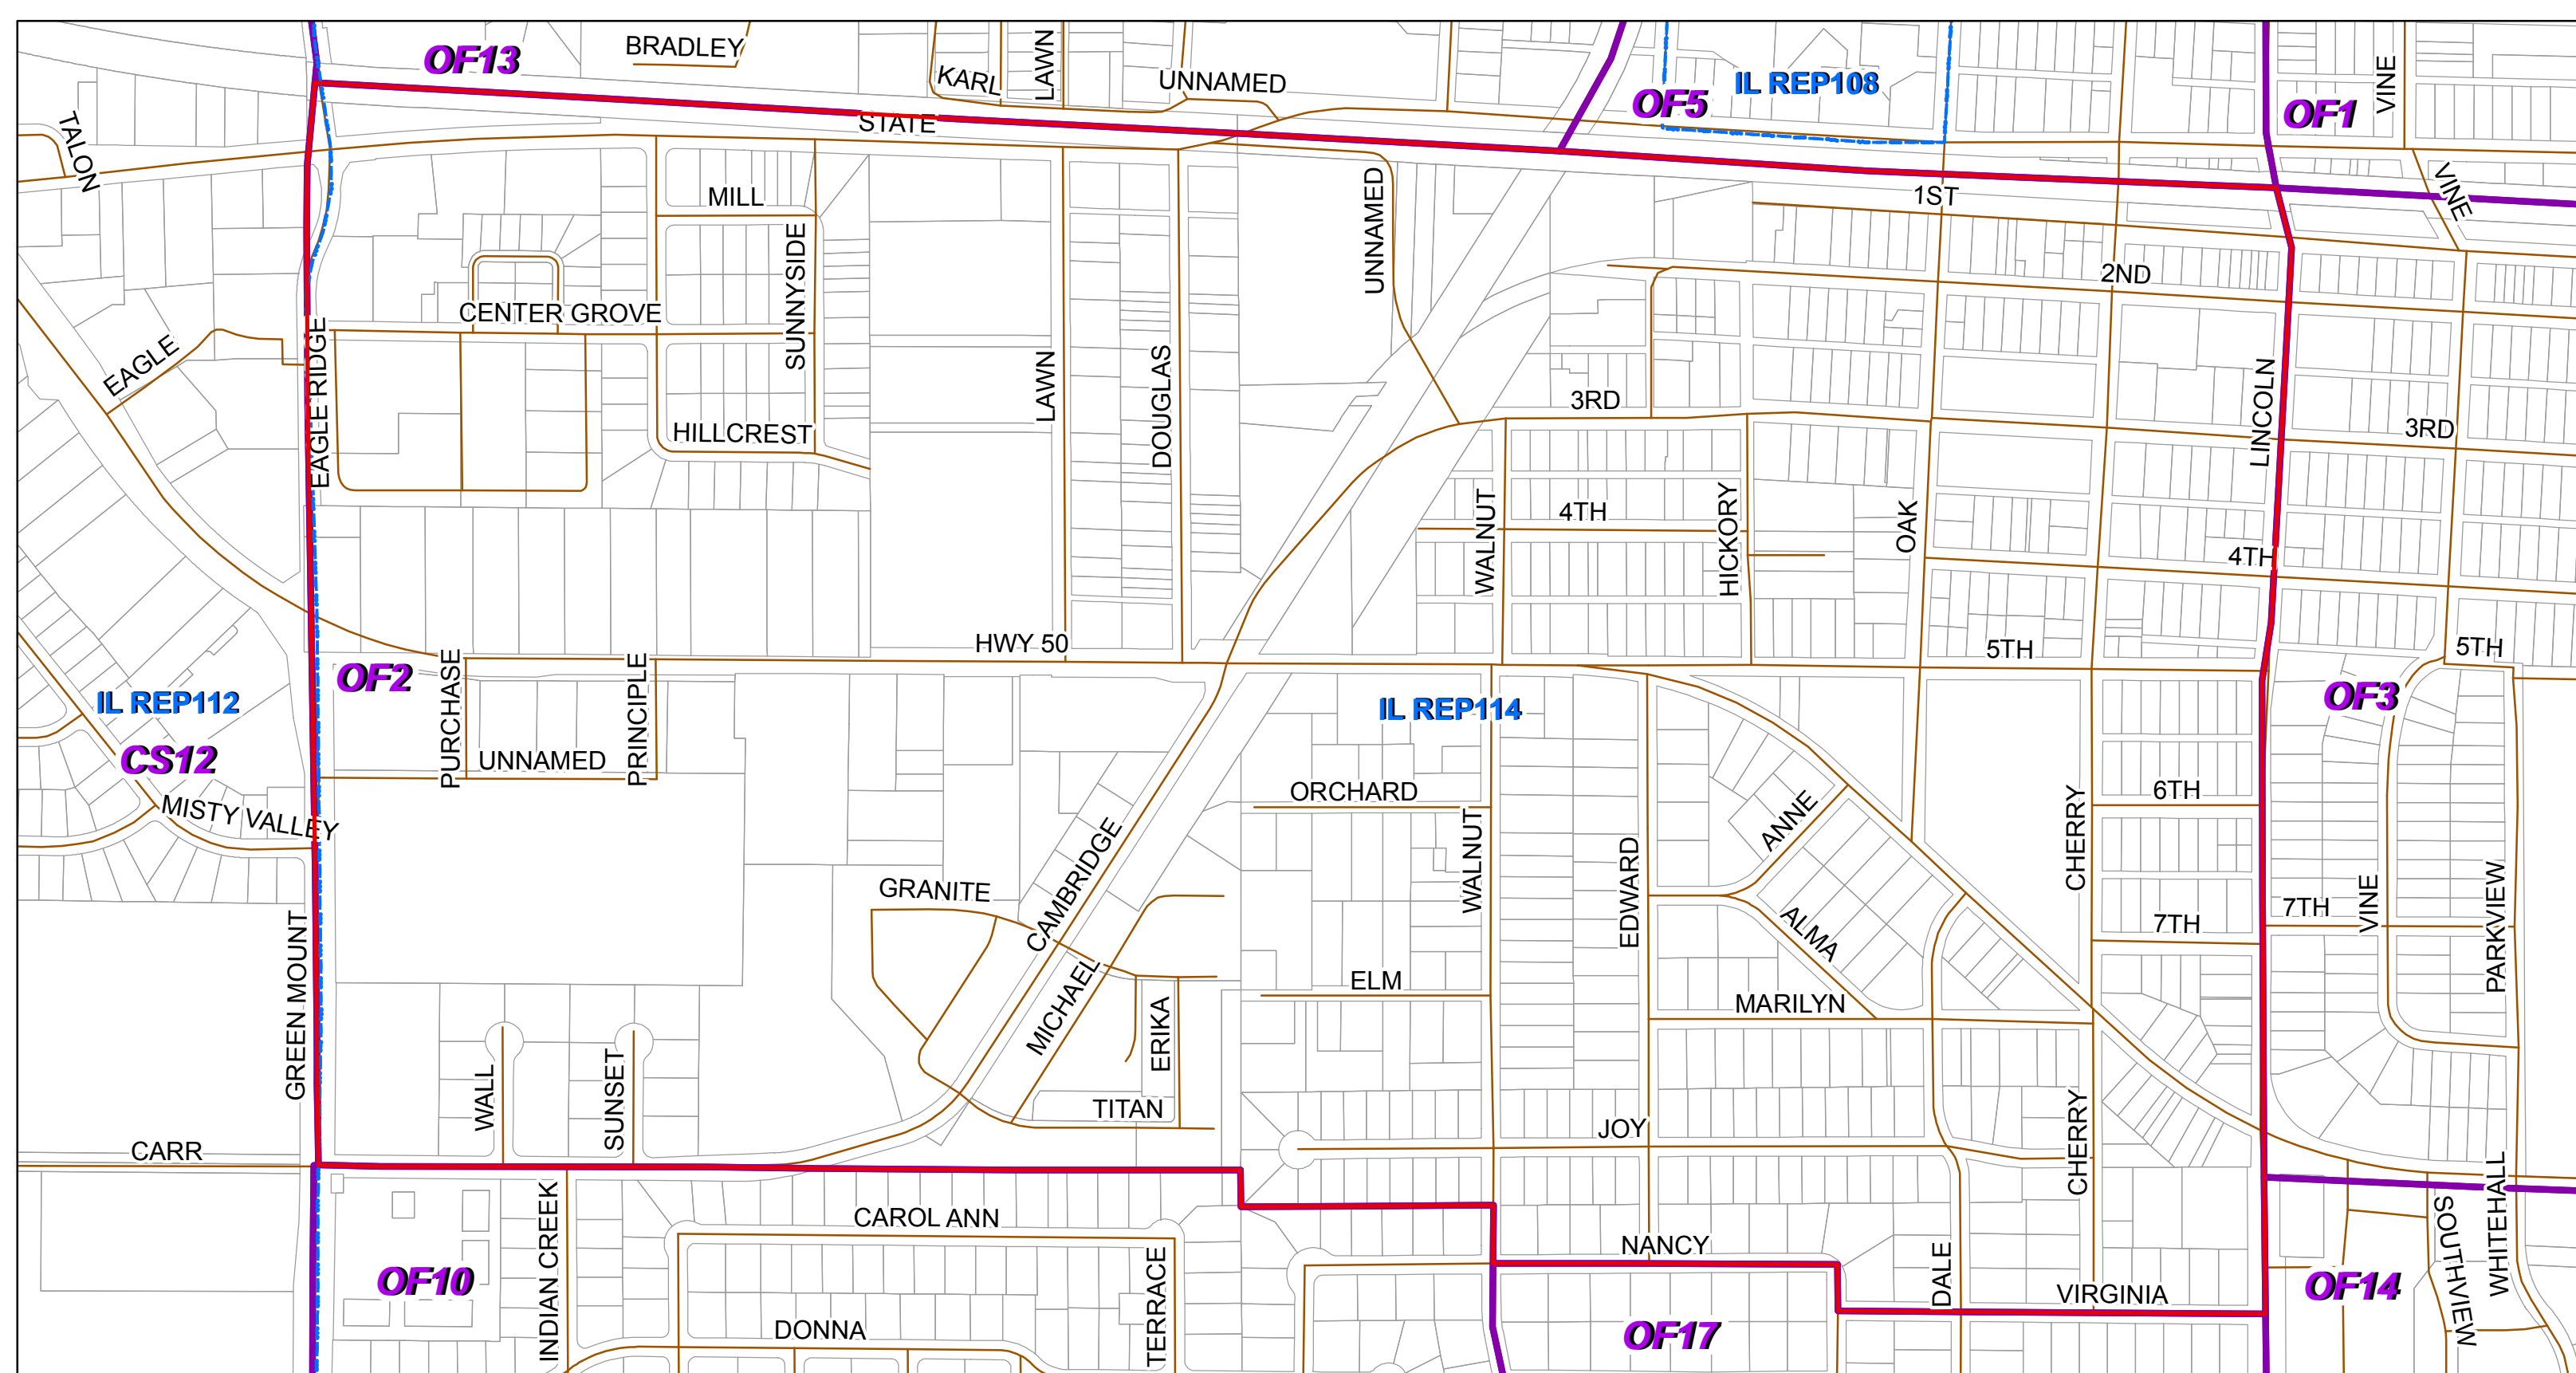 OF13
BRADLEY
KARL
LAWN
UNNAMED
OF5
IL REP108
OF1
VINE
STATE
TALON
MILL
UNNAMED
1ST
VINE
SUNNYSIDE
2ND
CENTER GROVE
EAGLE
EAGLE RIDGE
LAWN
DOUGLAS
3RD
LINCOLN
3RD
HILLCREST
WALNUT
4TH
HICKORY
OAK
4TH
HWY 50
5TH
5TH
OF2
PURCHASE
PRINCIPLE
IL REP112
IL REP114
OF3
CS12
UNNAMED
ORCHARD
6TH
MISTY VALLEY
CAMBRIDGE
WALNUT
EDWARD
ANNE
CHERRY
GRANITE
ALMA
7TH
7TH
VINE
PARKVIEW
GREEN MOUNT
MICHAEL
ELM
MARILYN
ERIKA
WALL
SUNSET
TITAN
JOY
CHERRY
CARR
INDIAN CREEK
CAROL ANN
NANCY
WHITEHALL
SOUTHVIEW
OF10
TERRACE
DALE
VIRGINIA
OF14
DONNA
OF17